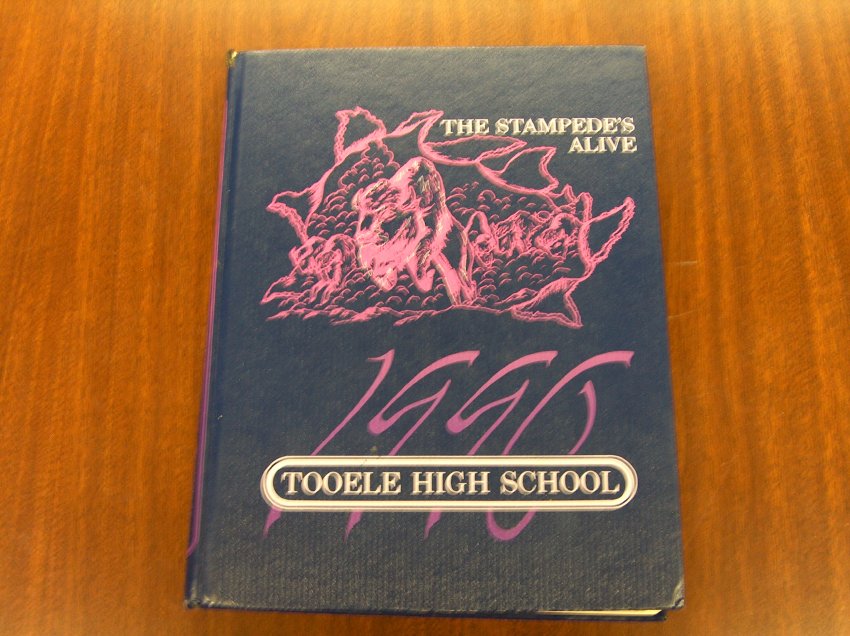 THE STAMPEDE'S
ALIVE
1990
TOOELE HIGH SCHOOL